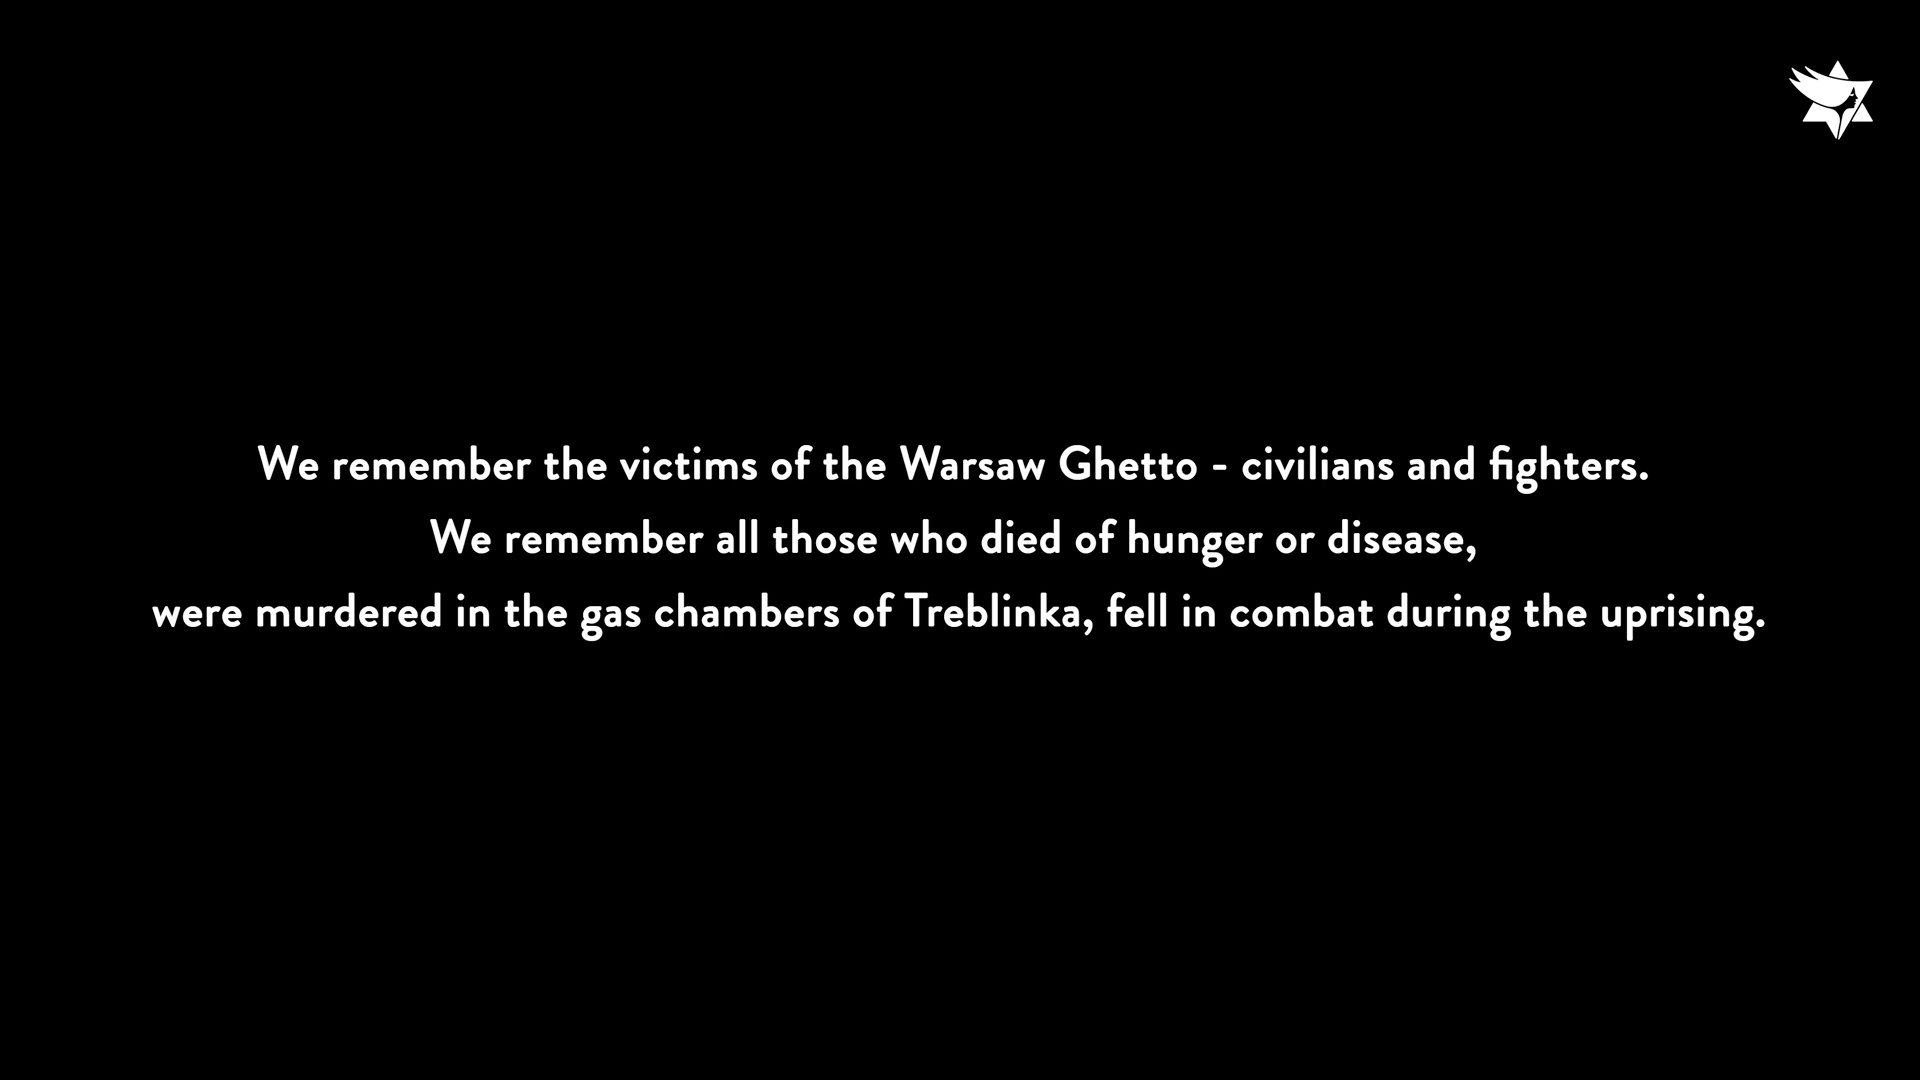 We remember the victims of the Warsaw Ghetto - civilians and fighters.
We remember all those who died of hunger or disease,
were murdered in the gas chambers of Treblinka, fell in combat during the uprising.